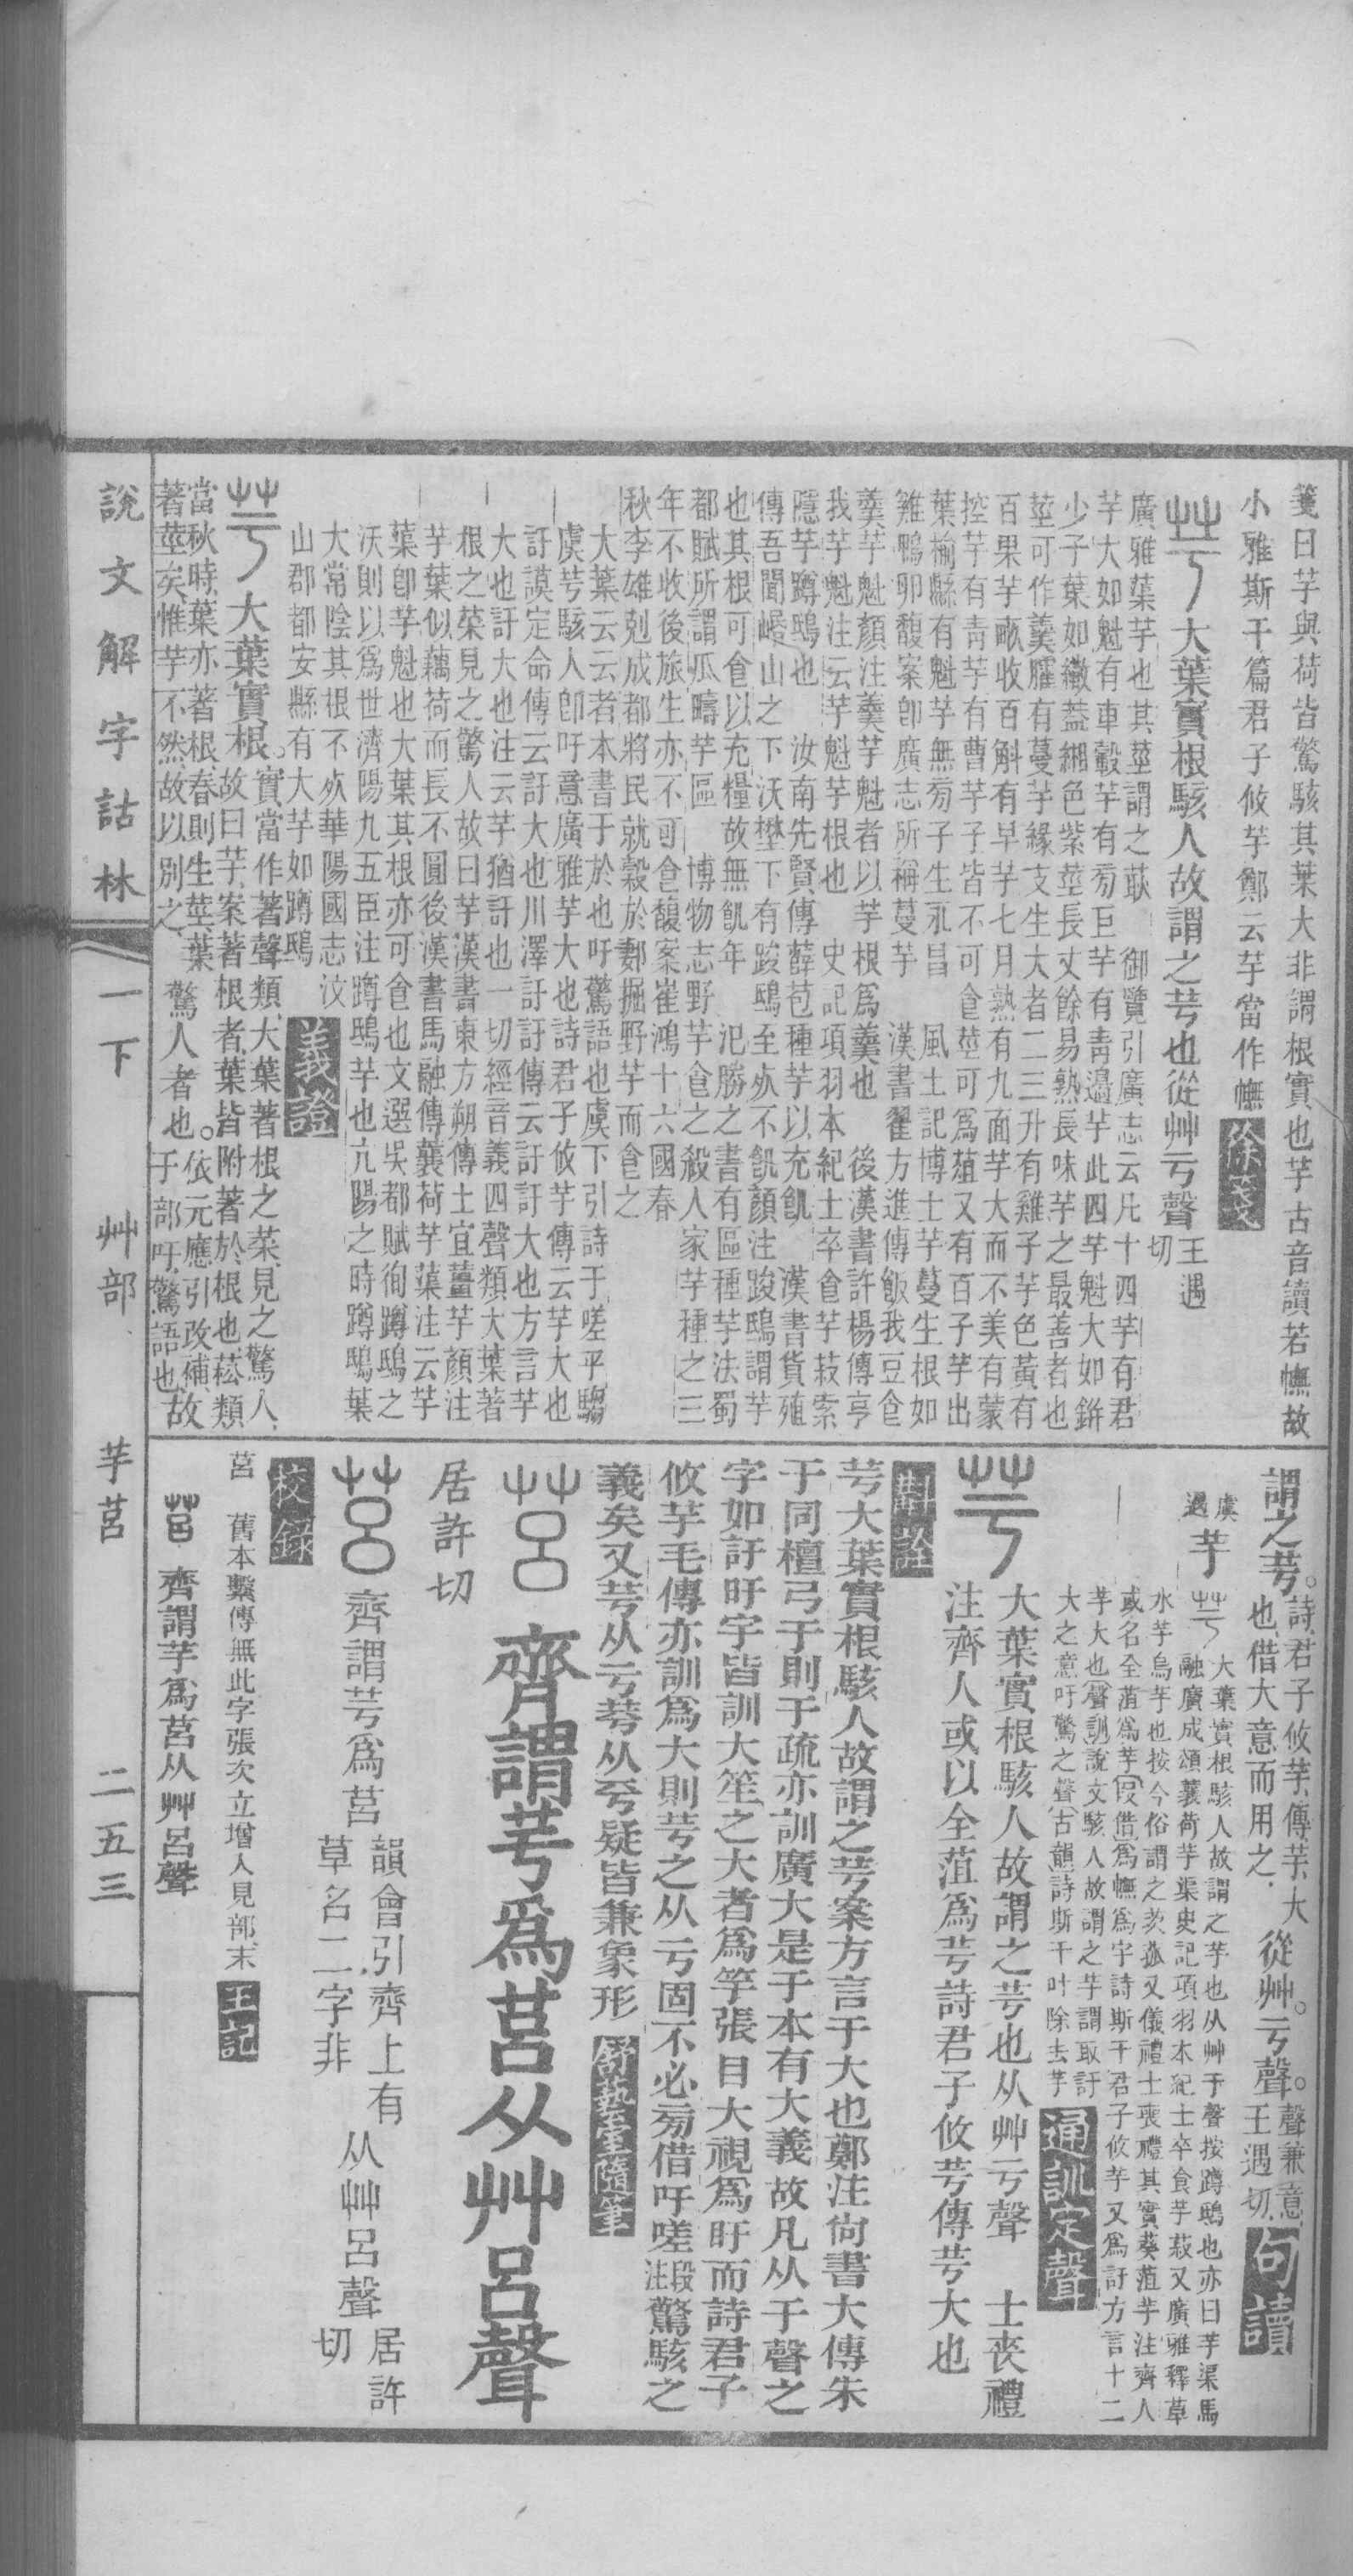 箋曰芋與荷皆驚駭其葉大非謂根實也芋古音讀若幠故
小雅斯干篇君子攸芋鄭云芋當作幠徐箋
大葉實根駭人故謂之芌也從艸亏聲王遇切
廣雅蕖芋也其莖謂之䔇 御覽引廣志云凡十四芋有君
芋大如魁有車轂芋有旁巨芋有青邉芋此四芋魁大如缾
少子葉如繖蓋緗色紫莖長丈餘易熟長味芋之最善者也
莖可作羹臛有蔓芋緣支生大者二三升有雞子芋色黃有
百果芋畝收百斛有早芋七月熟有九面芋大而不美有蒙
控芋有青芋有曹芋子皆不可食莖可爲菹又有百子芋出
葉榆縣有魁芋無旁子生永昌 風土記博士芋蔓生根如
雞鴨卵馥案卽廣志所稱蔓芋 漢書翟方進傳飯我豆食
羹芋魁顏注羹芋魁者以芋根爲羹也 後漢書許楊傳亨
我芋魁注云芋魁芋根也 史記項羽本紀士卒食芋菽索
隱芋蹲鴟也 汝南先賢傳薛苞種芋以充飢 漢書貨殖
傳吾聞㟭山之下沃壄下有踆鴟至死不飢顏注踆鴟謂芋
也其根可食以充糧故無飢年 氾勝之書有區種芋法蜀
都賦所謂瓜疇芋區 博物志野芋食之殺人家芋種之三
年不收後旅生亦不可食馥案崔鴻十六國春
秋李雄剋成都將民就穀於郪掘野芋而食之
大葉云云者本書于於也吁驚語也虞下引詩于嗟乎騶
虞芌駭人卽吁意廣雅芋大也詩君子攸芋傳云芋大也
訏謨定命傳云訏大也川澤訏訏傳云訏訏大也方言芋
大也訏大也注云芋猶訏也一切經音義四聲類大葉著
根之菜見之驚人故曰芋漢書東方朔傳土宜薑芋顏注
芋葉似藕荷而長不圓後漢書馬融傳蘘荷芋蕖注云芋
蕖卽芋魁也大葉其根亦可食也文選吳都賦徇蹲鴟之
沃則以爲世濟陽九五臣注蹲鴟芋也亢陽之時蹲鴟葉
大常陰其根不死華陽國志汶
山郡都安縣有大芋如蹲鴟義證
大葉實根。實當作著聲類、大葉著根之菜、見之驚人、故曰芋、案著根者、葉皆附著於根也、菘類
當秋時、葉亦著根、春則生莖、葉著莖矣、惟芋不然、故以別之、驚人者也。依元應引改補、故于部吁、驚語也、
謂之芌。詩、君子攸芋、傳、芋、大也、借大意而用之、從艸。亏聲。聲兼意、王遇切、句讀
芋虞遇 大葉實根駭人故謂之芋也从艸于聲按蹲鴟也亦曰芋渠馬
融廣成頌蘘荷芋渠史記項羽本紀士卒食芋菽又廣雅釋草
水芋烏芋也按今俗謂之茨菰又儀禮士喪禮其實葵菹芋注齊人
或名全菹爲芋叚借爲幠爲宇詩斯干君子攸芋又爲訏方言十二
芋大也聲訓說文駭人故謂之芋謂取訏
大之意吁驚之聲古韻詩斯干叶除去芋通訓定聲
大葉實根駭人故謂之芌也从艸亏聲 士喪禮
注齊人或以全菹爲芌詩君子攸芌傳芌大也
斠詮
芌大葉實根駭人故謂之芌案方言于大也鄭注尙書大傳朱
于同檀弓于則于疏亦訓廣大是于本有大義故凡从于聲之
字如訏盱宇皆訓大笙之大者爲竽張目大視爲盱而詩君子
攸芋毛傳亦訓爲大則芌之从亏固不必旁借吁嗟段注驚駭之
義矣又芌从亏荂从𠌶疑皆兼象形舒藝室隨筆
齊謂芌爲莒从艸呂聲
居許切
齊謂芌爲莒韻會引齊上有草名二字非从艸呂聲居許切
校錄
莒 舊本繫傳無此字張次立增人見部末王記
莒 齊謂芋爲莒从艸呂聲
說文解字詁林 一下 艸部 芋莒 二五三